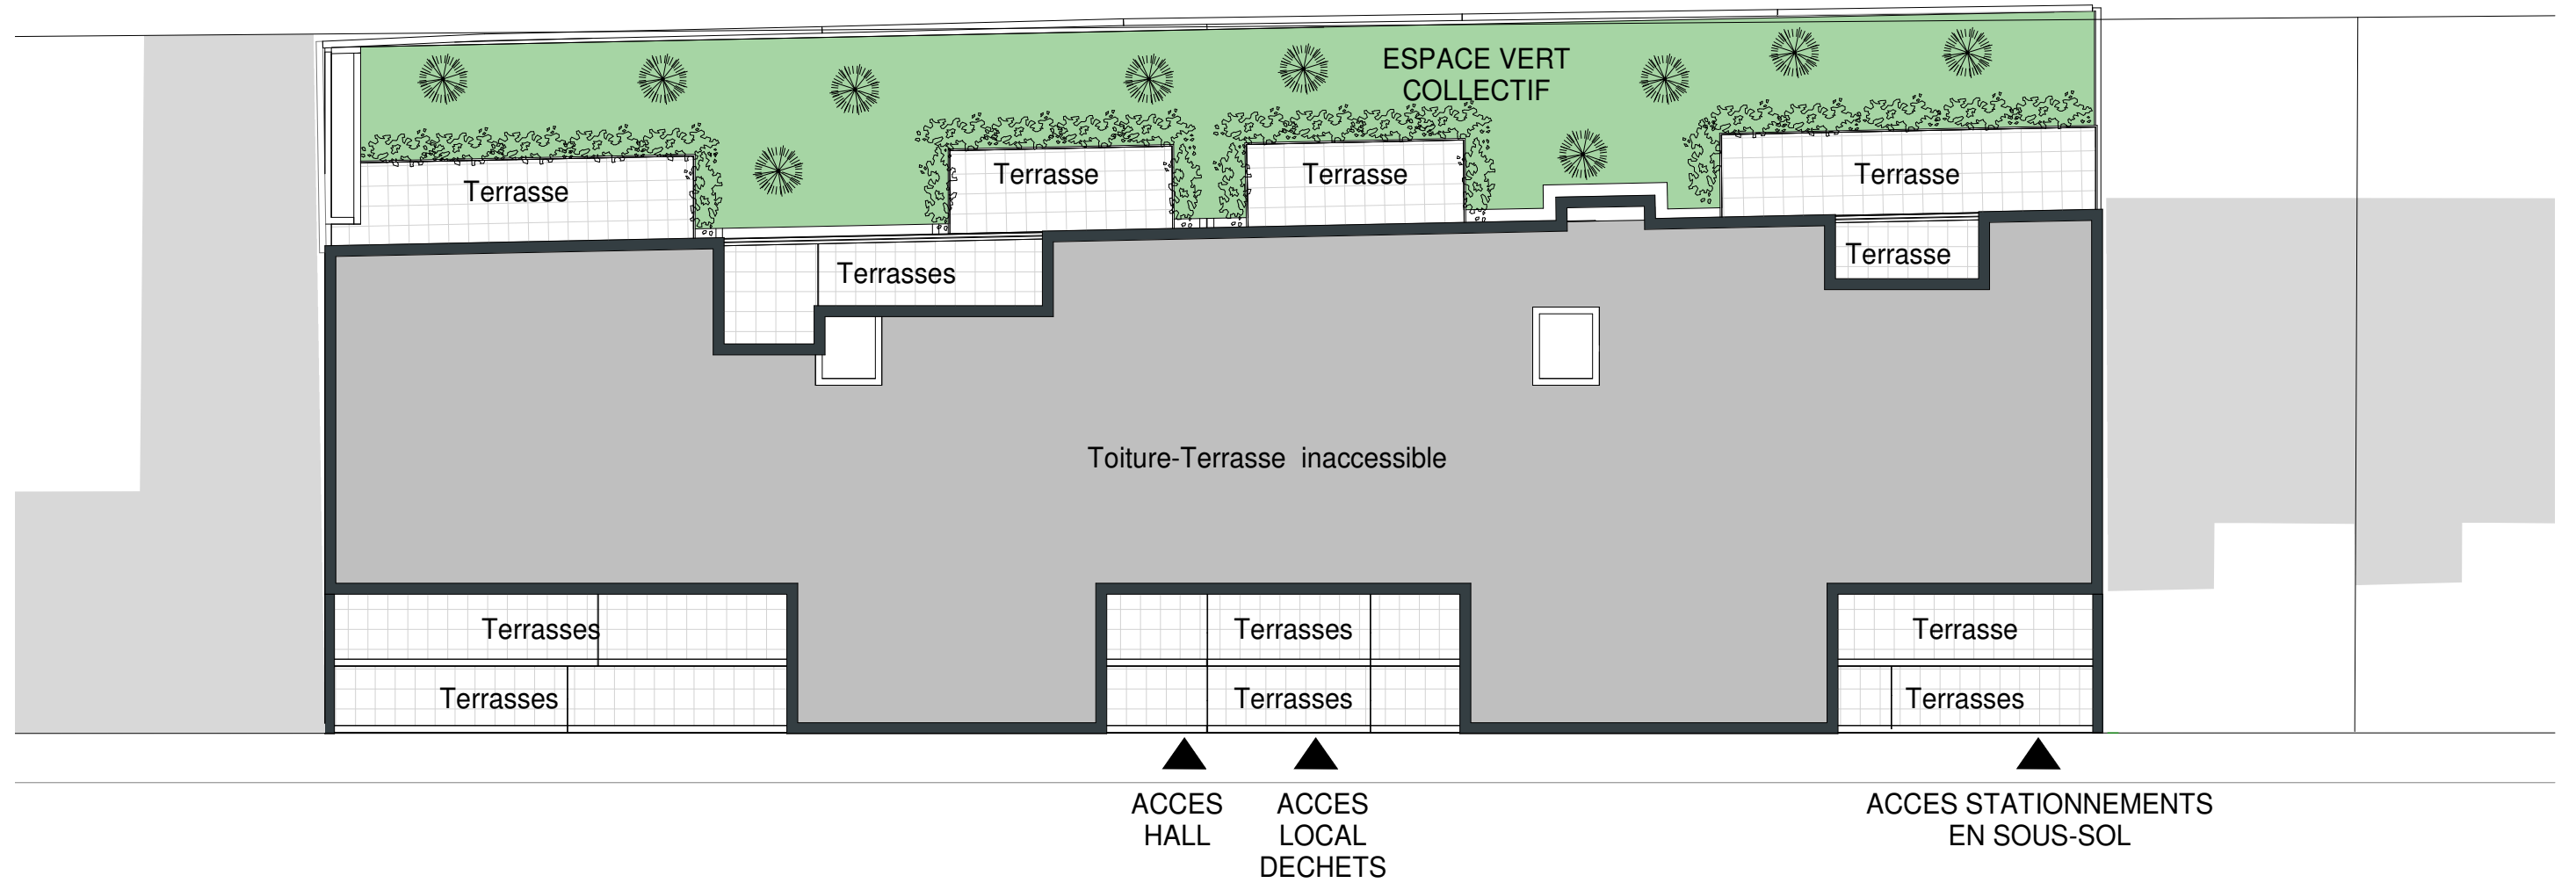 ESPACE VERT
COLLECTIF
Terrasse
Terrasse
Terrasse
Terrasse
Terrasses
Terrasse
Toiture-Terrasse inaccessible
Terrasses
Terrasses
Terrasse
Terrasses
Terrasses
Terrasses
ACCES
HALL
ACCES
LOCAL
DECHETS
ACCES STATIONNEMENTS
EN SOUS-SOL